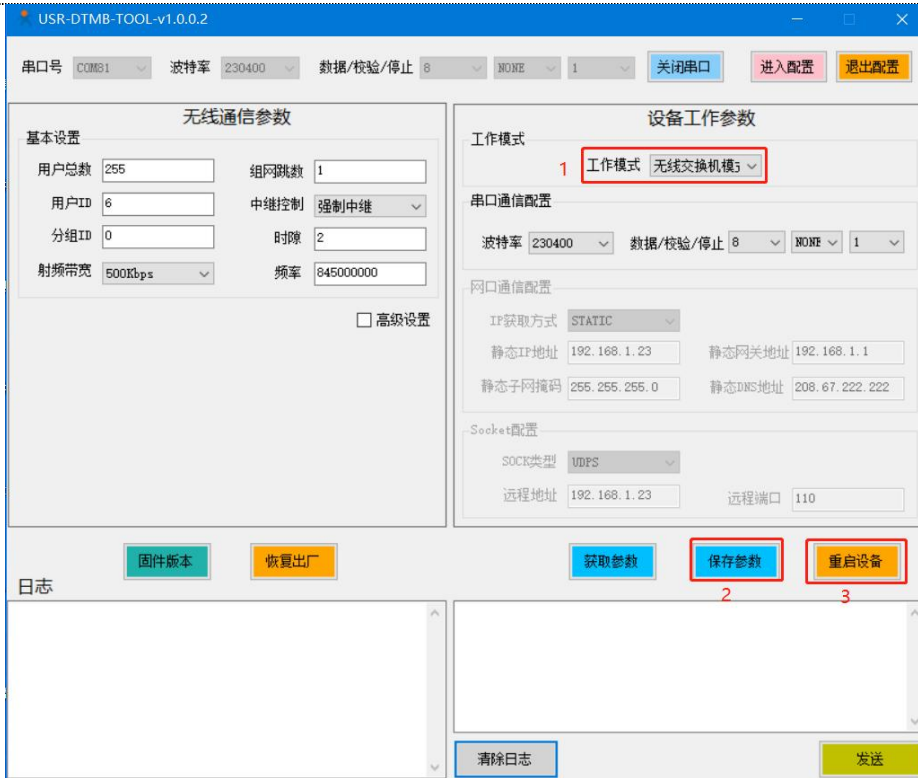 USR-DTMB-TOOL-v1.0.0.2
串口号 COM81 波特率 230400 数据/校验/停止 8 NONE 1 关闭串口 进入配置 退出配置
无线通信参数
基本设置
用户总数 255 组网跳数 1
用户ID 6 中继控制 强制中继
分组ID 0 时隙 2
射频带宽 500Kbps 频率 845000000
高级设置
设备工作参数
工作模式
1 工作模式 无线交换机模式
串口通信配置
波特率 230400 数据/校验/停止 8 NONE 1
网口通信配置
IP获取方式 STATIC
静态IP地址 192.168.1.23 静态网关地址 192.168.1.1
静态子网掩码 255.255.255.0 静态DNS地址 208.67.222.222
Socket配置
SOCK类型 UDPS
远程地址 192.168.1.23 远程端口 110
固件版本 恢复出厂 获取参数 保存参数 重启设备
2 3
日志
清除日志 发送